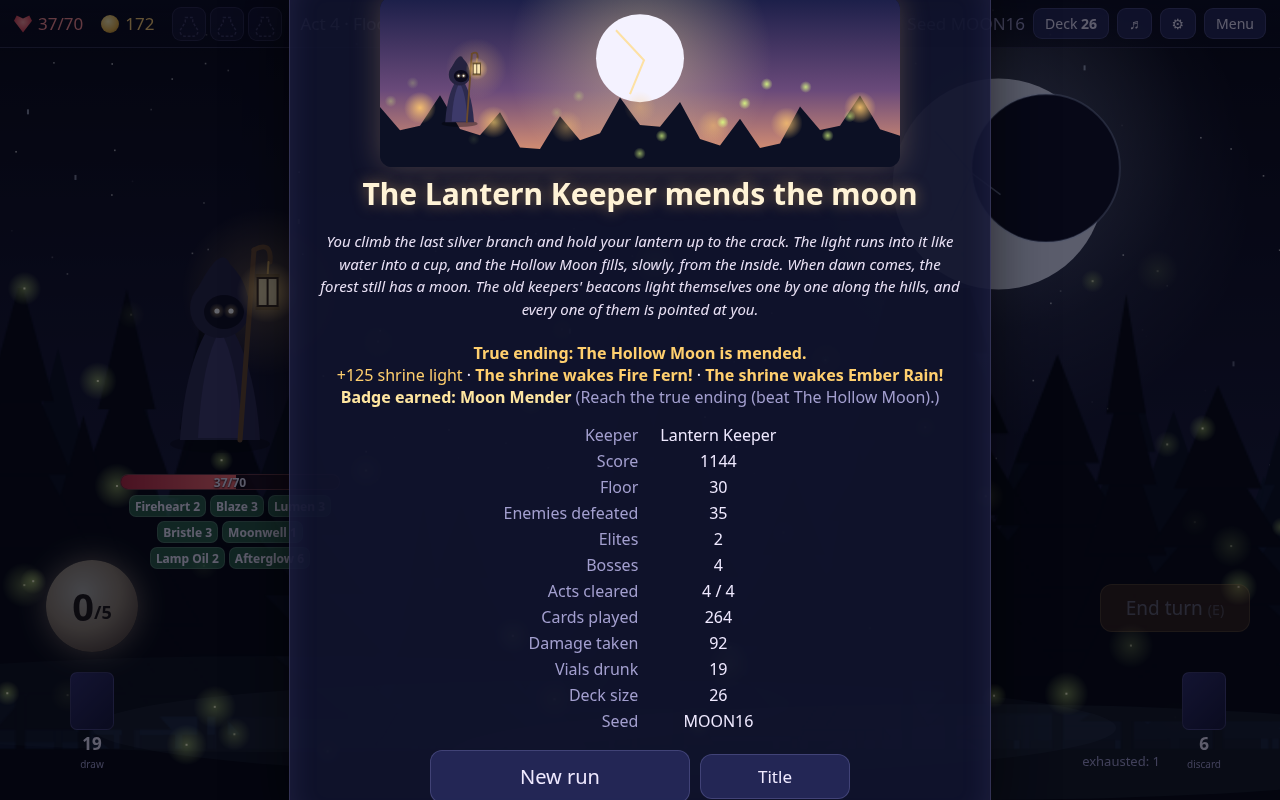 37/70 172 Act 4 Seed MOON16 Deck 26 ♬ ⚙ Menu
The Lantern Keeper mends the moon
You climb the last silver branch and hold your lantern up to the crack. The light runs into it like
water into a cup, and the Hollow Moon fills, slowly, from the inside. When dawn comes, the
forest still has a moon. The old keepers' beacons light themselves one by one along the hills, and
every one of them is pointed at you.
True ending: The Hollow Moon is mended.
+125 shrine light · The shrine wakes Fire Fern! · The shrine wakes Ember Rain!
Badge earned: Moon Mender (Reach the true ending (beat The Hollow Moon).)
Keeper Lantern Keeper
Score 1144
Floor 30
Enemies defeated 35
Elites 2
Bosses 4
Acts cleared 4 / 4
Cards played 264
Damage taken 92
Vials drunk 19
Deck size 26
Seed MOON16
New run Title
37/70
Fireheart 2 Blaze 3
Bristle 3 Moonwell
Lamp Oil 2 Afterglow
0/5
19
draw
End turn (E)
exhausted: 1
6
discard